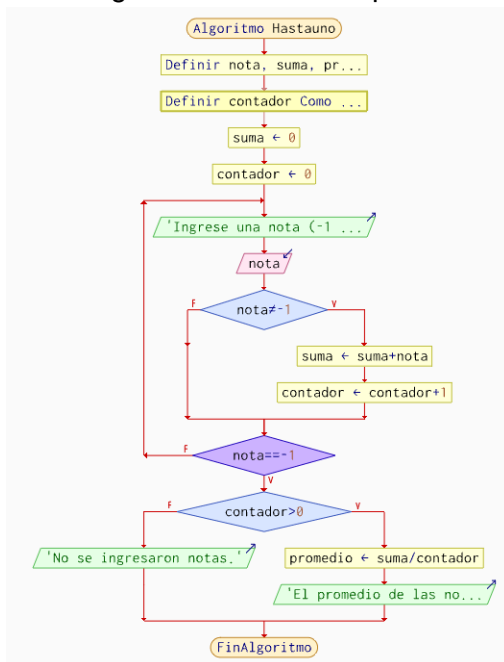 Algoritmo Hastauno
Definir nota, suma, pr...
Definir contador Como ...
suma ← 0
contador ← 0
'Ingrese una nota (-1 ...
nota
F nota≠-1 V
suma ← suma+nota
contador ← contador+1
F nota==-1
V
F contador>0 V
'No se ingresaron notas.' promedio ← suma/contador
'El promedio de las no...
FinAlgoritmo